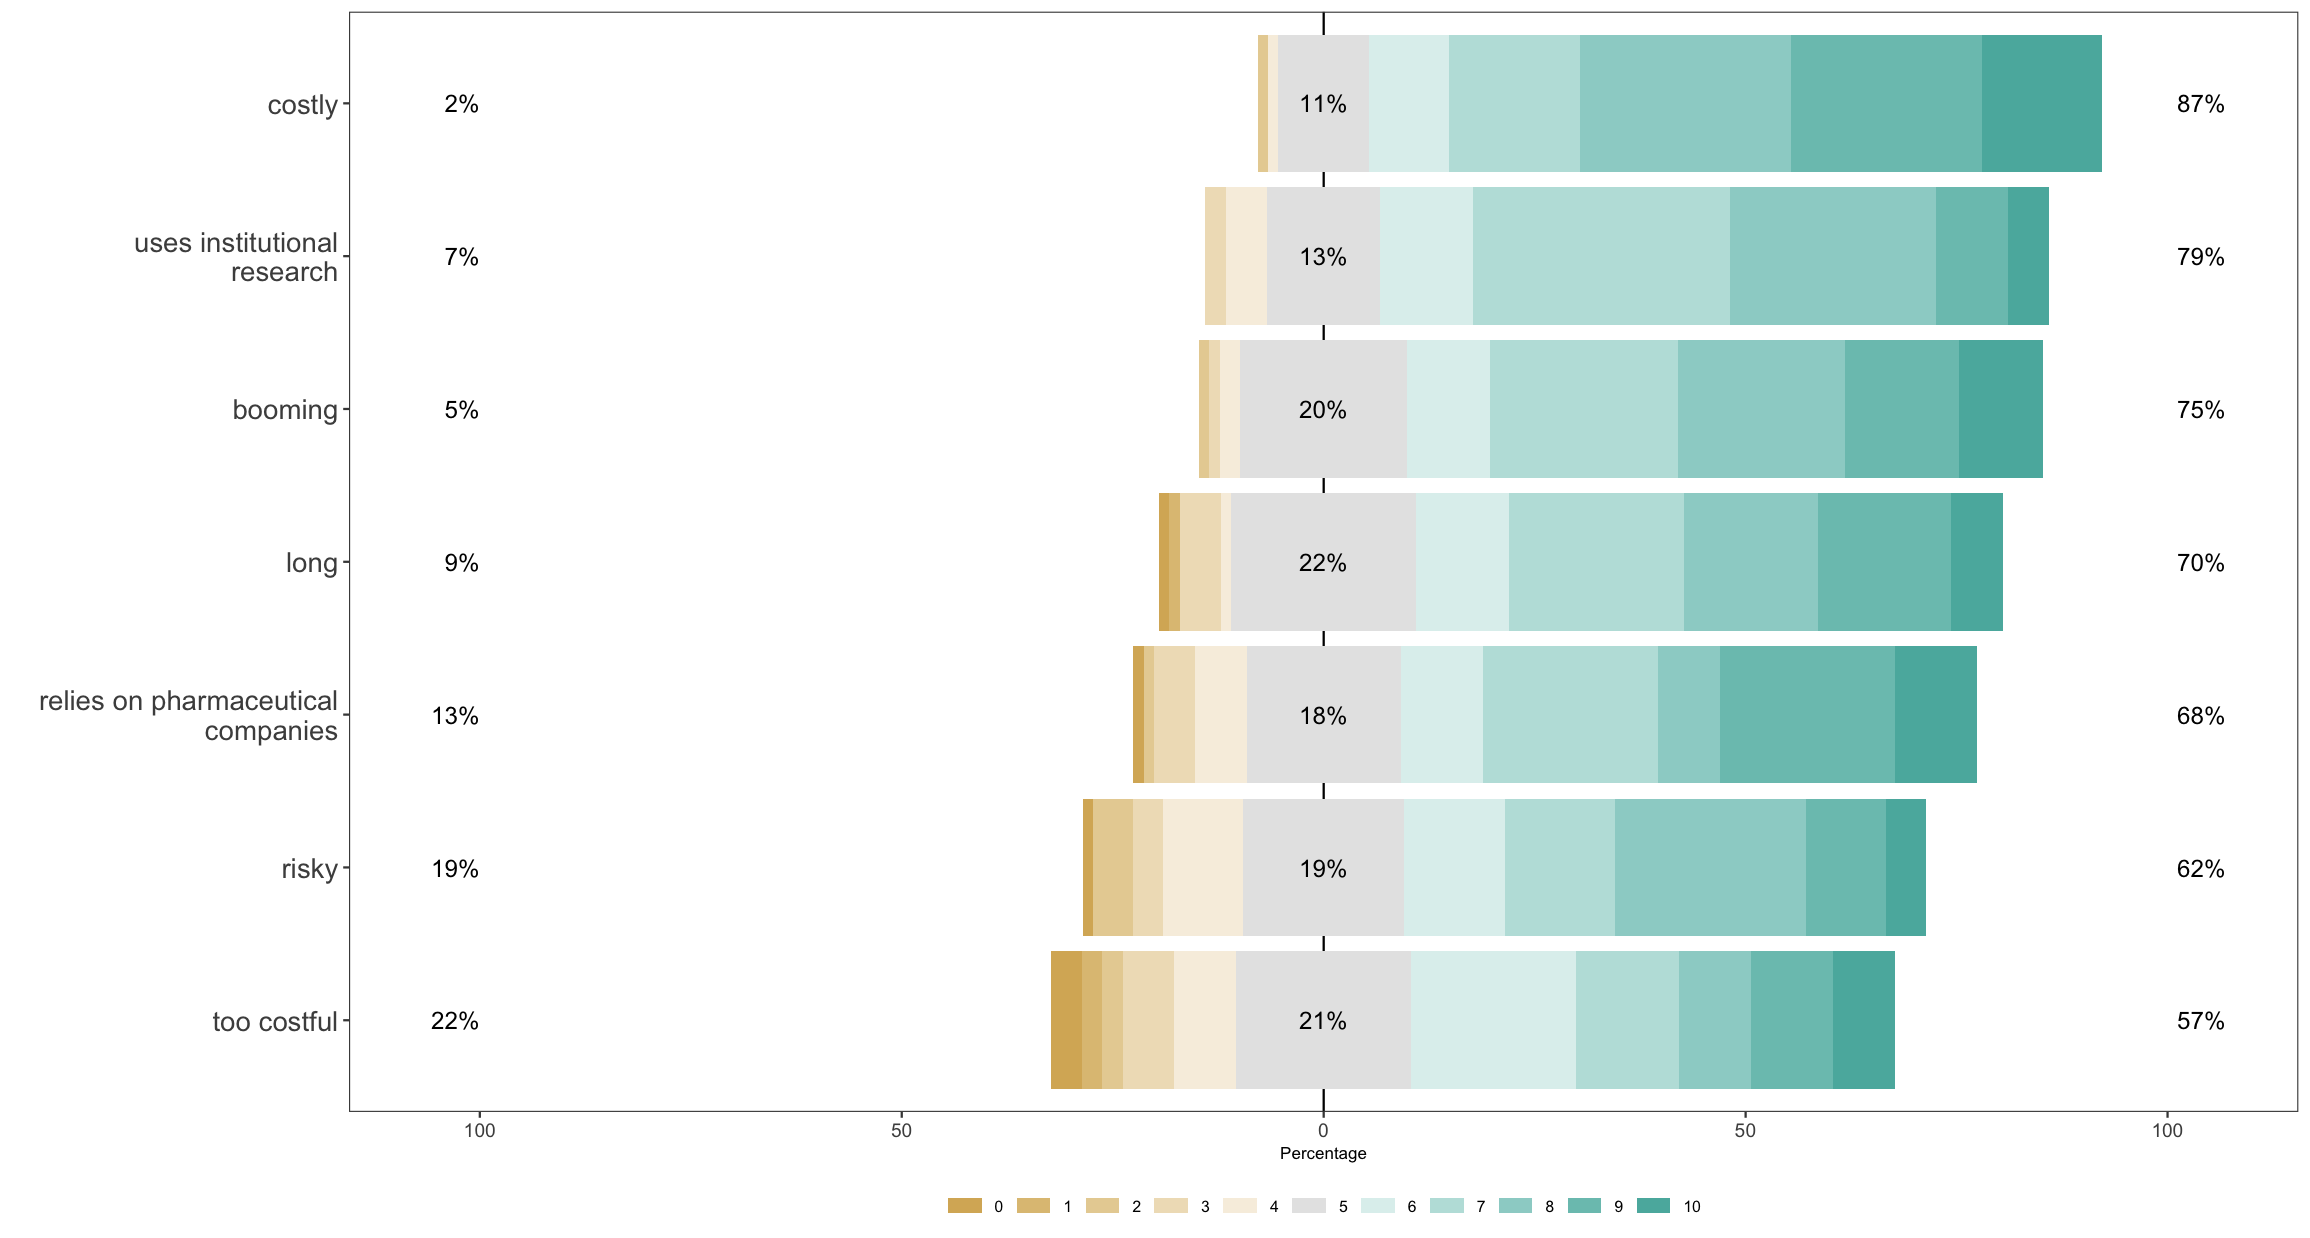 costly 2% 11% 87%
uses institutional
research 7% 13% 79%
booming 5% 20% 75%
long 9% 22% 70%
relies on pharmaceutical
companies 13% 18% 68%
risky 19% 19% 62%
too costful 22% 21% 57%
100 50 0 50 100
Percentage
0 1 2 3 4 5 6 7 8 9 10